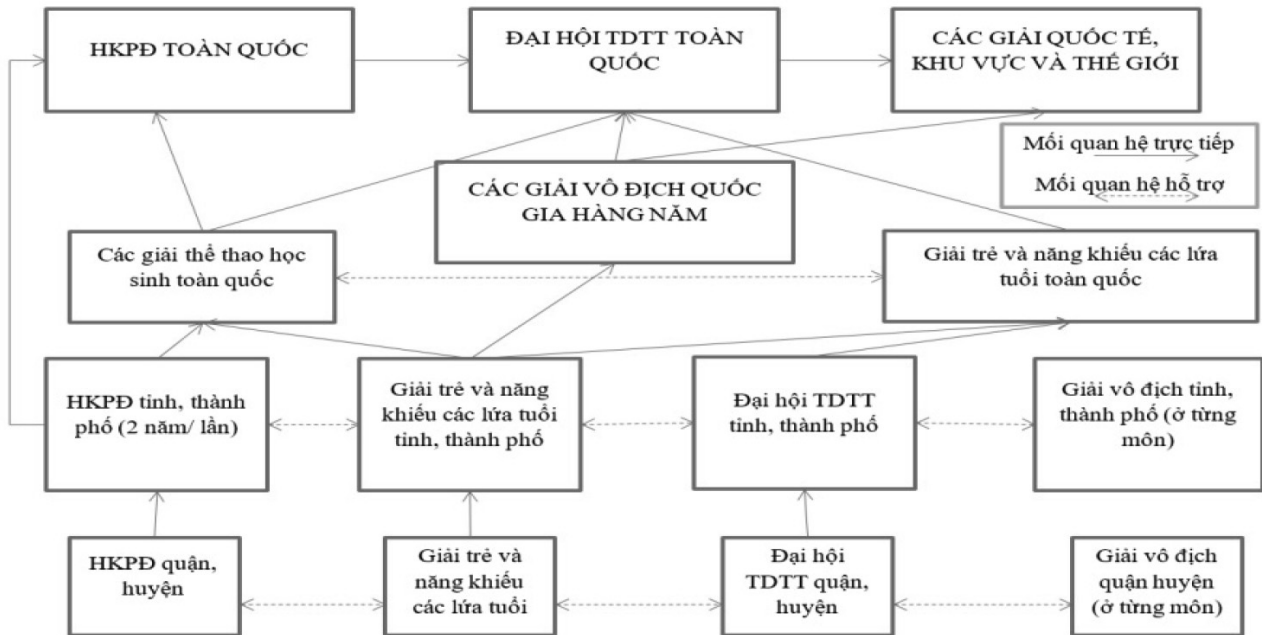 HKPĐ TOÀN QUỐC
ĐẠI HỘI TDTT TOÀN
QUỐC
CÁC GIẢI QUỐC TẾ,
KHU VỰC VÀ THẾ GIỚI
Mối quan hệ trực tiếp
Mối quan hệ hỗ trợ
CÁC GIẢI VÔ ĐỊCH QUỐC
GIA HÀNG NĂM
Các giải thể thao học
sinh toàn quốc
Giải trẻ và năng khiếu các lứa
tuổi toàn quốc
HKPĐ tỉnh, thành
phố (2 năm/ lần)
Giải trẻ và năng
khiếu các lứa tuổi
tỉnh, thành phố
Đại hội TDTT
tỉnh, thành phố
Giải vô địch tỉnh,
thành phố (ở từng
môn)
HKPĐ quận,
huyện
Giải trẻ và
năng khiếu
các lứa tuổi
Đại hội
TDTT quận,
huyện
Giải vô địch
quận huyện
(ở từng môn)